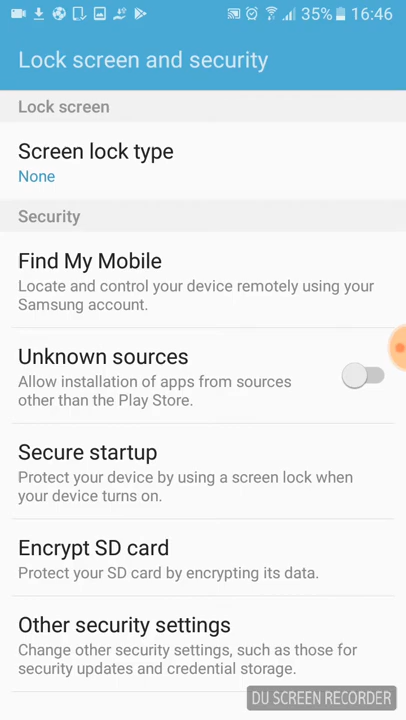 35% 16:46
Lock screen and security
Lock screen
Screen lock type
None
Security
Find My Mobile
Locate and control your device remotely using your
Samsung account.
Unknown sources
Allow installation of apps from sources
other than the Play Store.
Secure startup
Protect your device by using a screen lock when
your device turns on.
Encrypt SD card
Protect your SD card by encrypting its data.
Other security settings
Change other security settings, such as those for
security updates and credential storage.
DU SCREEN RECORDER